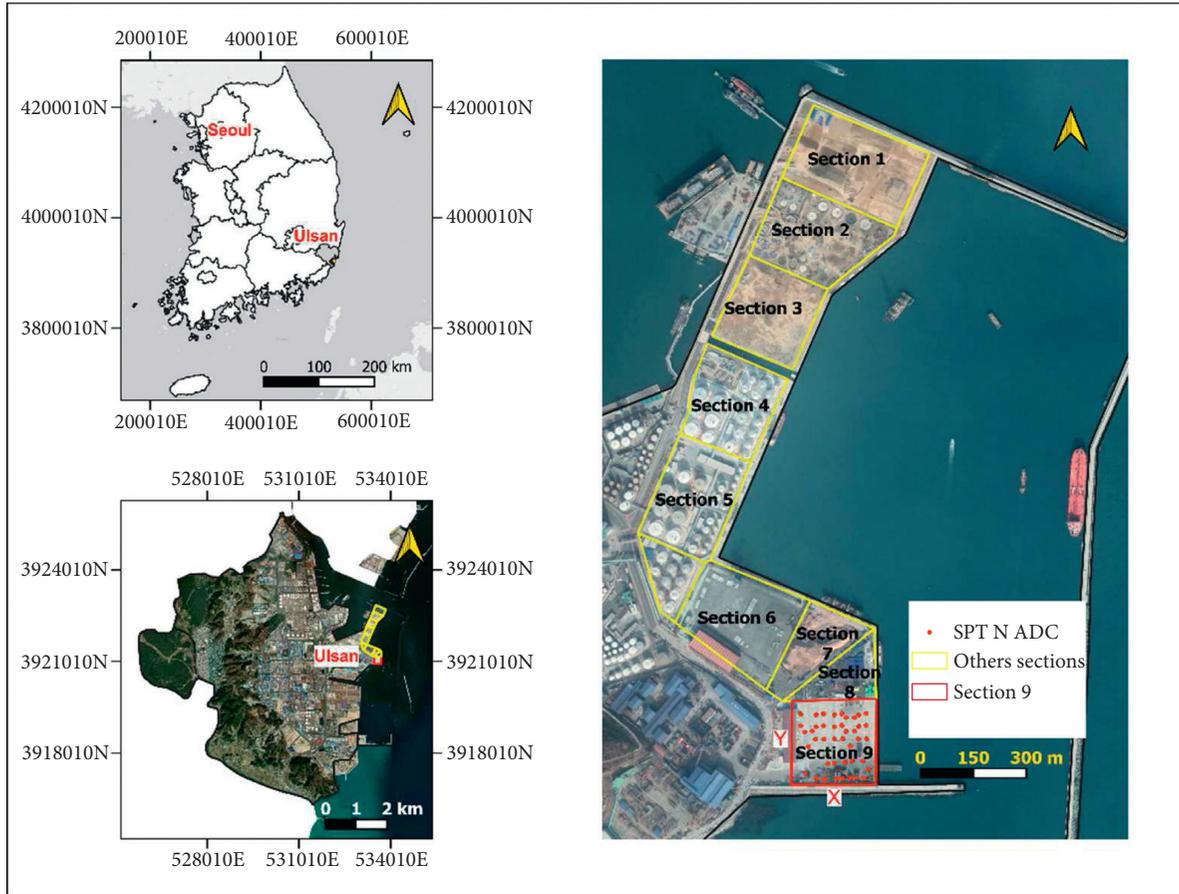 200010E 400010E 600010E
4200010N 4200010N
Seoul
4000010N 4000010N
Ulsan
3800010N 3800010N
0 100 200 km
200010E 400010E 600010E
528010E 531010E 534010E
3924010N 3924010N
3921010N 3921010N
Ulsan
3918010N 3918010N
0 1 2 km
528010E 531010E 534010E
Section 1
Section 2
Section 3
Section 4
Section 5
Section 6
Section
7
Section
8
Section 9
Y
X
SPT N ADC
Others sections
Section 9
0 150 300 m